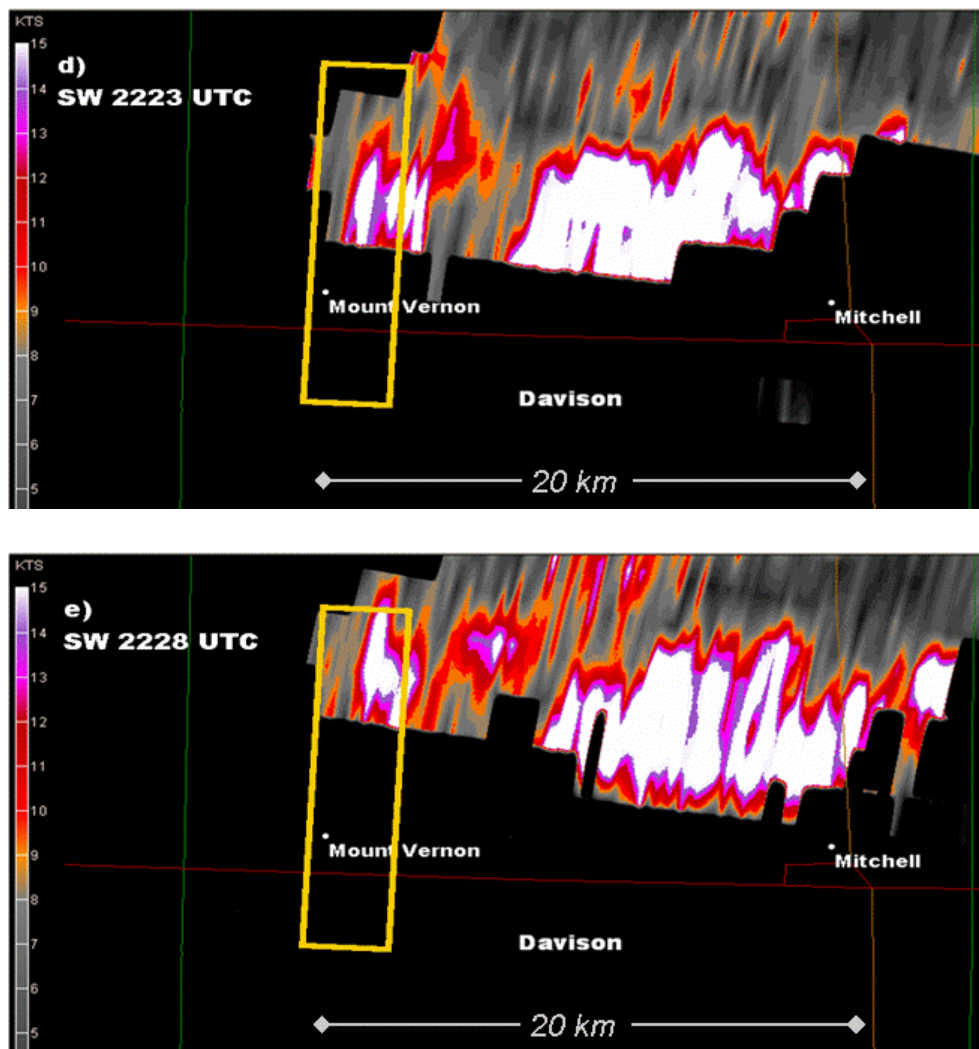 KTS
15
d)
SW 2223 UTC
14
13
12
11
10
9
Mount Vernon
Mitchell
8
7
Davison
6
20 km
5
KTS
15
e)
SW 2228 UTC
14
13
12
11
10
9
Mount Vernon
Mitchell
8
7
Davison
6
20 km
5